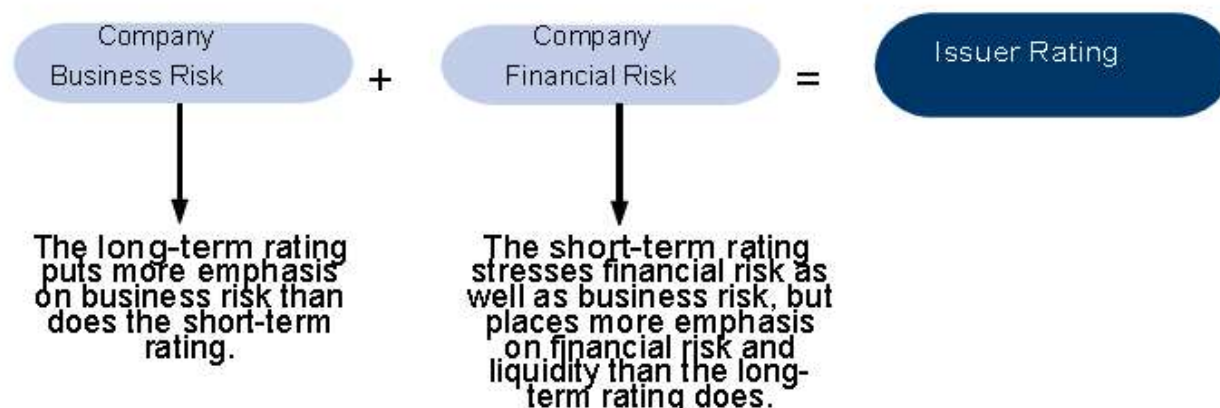 Company
Business Risk
+
Company
Financial Risk
=
Issuer Rating
The long-term rating
puts more emphasis
on business risk than
does the short-term
rating.
The short-term rating
stresses financial risk as
well as business risk, but
places more emphasis
on financial risk and
liquidity than the long-
term rating does.